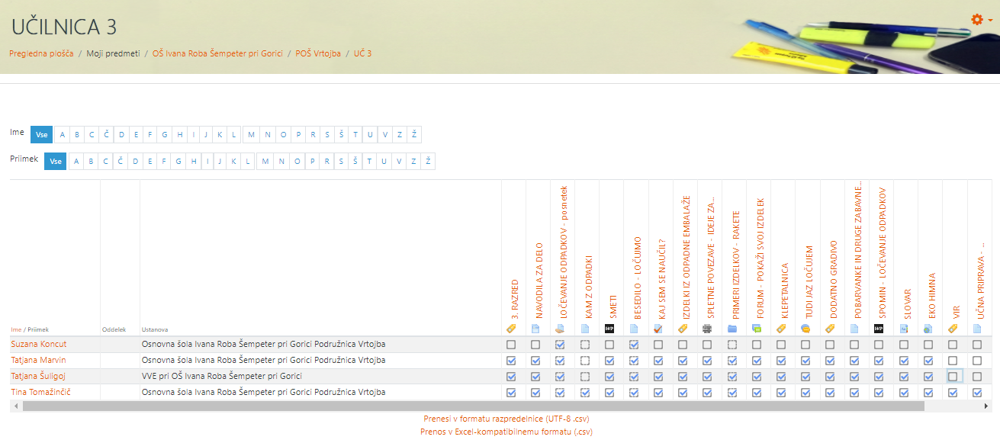 UČILNICA 3
Pregledna plošča / Moji predmeti / OŠ Ivana Roba Šempeter pri Gorici / POŠ Vrtojba / UČ 3
Ime Vse A B C Č D E F G H I J K L M N O P R S Š T U V Z Ž
Priimek Vse A B C Č D E F G H I J K L M N O P R S Š T U V Z Ž
3. RAZRED
NAVODILA ZA DELO
LOČEVANJE ODPADKOV - posnetek
KAM Z ODPADKI
SMETI
BESEDILO - LOČUJMO
KAJ SEM SE NAUČIL?
IZDELKI IZ ODPADNE EMBALAŽE
SPLETNE POVEZAVE - IDEJE ZA...
PRIMERI IZDELKOV - RAKETE
FORUM - POKAŽI SVOJ IZDELEK
KLEPETALNICA
TUDI JAZ LOČUJEM
DODATNO GRADIVO
POBARVANKE IN DRUGE ZABAVNE...
SPOMIN - LOČEVANJE ODPADKOV
SLOVAR
EKO HIMNA
VIR
UČNA PRIPRAVA - ...
Ime / Priimek Oddelek Ustanova
H-P H-P
Suzana Koncut Osnovna šola Ivana Roba Šempeter pri Gorici Podružnica Vrtojba
Tatjana Marvin Osnovna šola Ivana Roba Šempeter pri Gorici Podružnica Vrtojba
Tatjana Šuligoj VVE pri OŠ Ivana Roba Šempeter pri Gorici
Tina Tomažinčič Osnovna šola Ivana Roba Šempeter pri Gorici Podružnica Vrtojba
Prenesi v formatu razpredelnice (UTF-8 .csv)
Prenos v Excel-kompatibilnemu formatu (.csv)